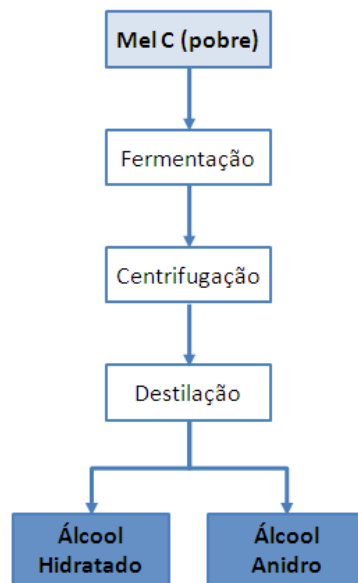 Mel C (pobre)
Fermentação
Centrifugação
Destilação
Álcool
Hidratado
Álcool
Anidro